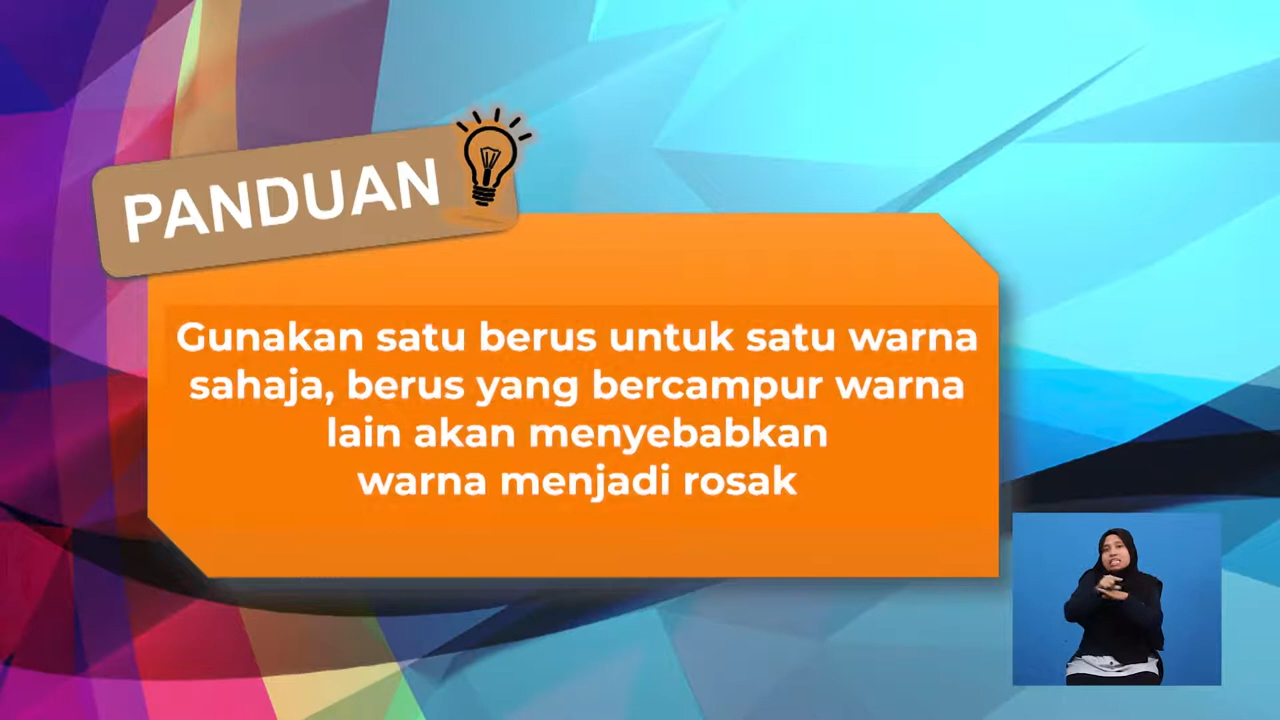 PANDUAN
Gunakan satu berus untuk satu warna
sahaja, berus yang bercampur warna
lain akan menyebabkan
warna menjadi rosak